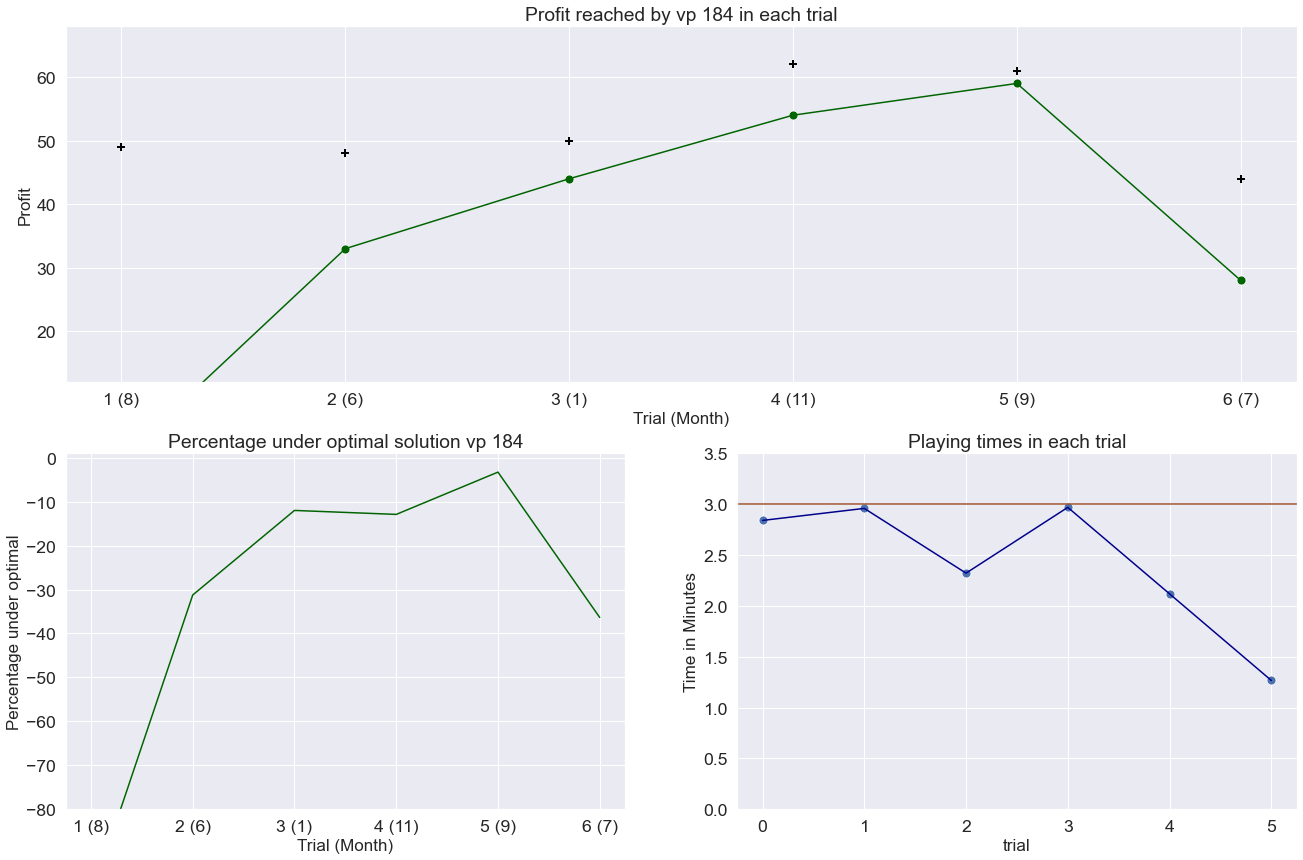 Profit reached by vp 184 in each trial
Profit
60
50
40
30
20
1 (8) 2 (6) 3 (1) 4 (11) 5 (9) 6 (7)
Trial (Month)
Percentage under optimal solution vp 184
Percentage under optimal
0
−10
−20
−30
−40
−50
−60
−70
−80
1 (8) 2 (6) 3 (1) 4 (11) 5 (9) 6 (7)
Trial (Month)
Playing times in each trial
Time in Minutes
3.5
3.0
2.5
2.0
1.5
1.0
0.5
0.0
0 1 2 3 4 5
trial